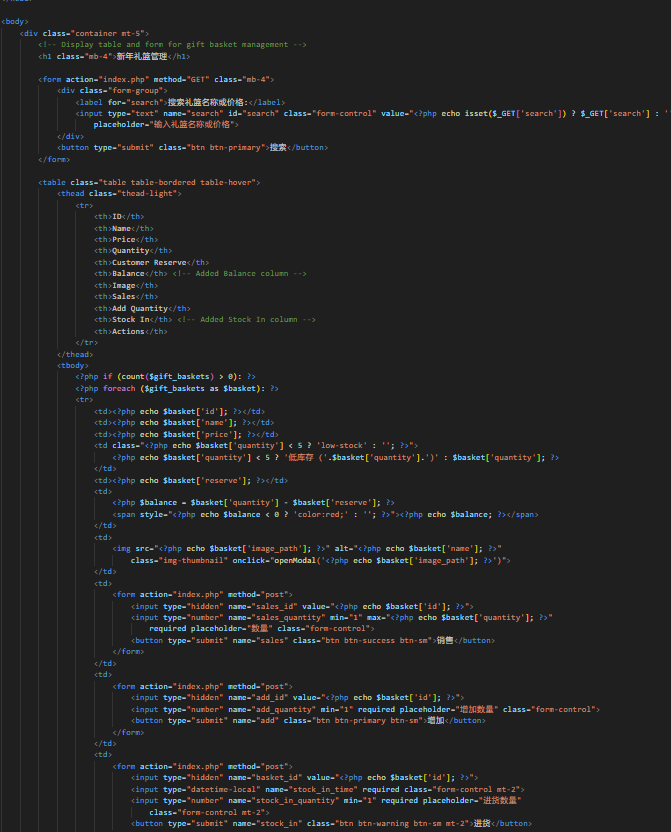 <body>
<div class="container mt-5">
<!-- Display table and form for gift basket management -->
<h1 class="mb-4">新年礼篮管理</h1>
<form action="index.php" method="GET" class="mb-4">
<div class="form-group">
<label for="search">搜索礼篮名称或价格:</label>
<input type="text" name="search" id="search" class="form-control" value="<?php echo isset($_GET['search']) ? $_GET['search'] : '
placeholder="输入礼篮名称或价格">
</div>
<button type="submit" class="btn btn-primary">搜索</button>
</form>
<table class="table table-bordered table-hover">
<thead class="thead-light">
<tr>
<th>ID</th>
<th>Name</th>
<th>Price</th>
<th>Quantity</th>
<th>Customer Reserve</th>
<th>Balance</th> <!-- Added Balance column -->
<th>Image</th>
<th>Sales</th>
<th>Add Quantity</th>
<th>Stock In</th> <!-- Added Stock In column -->
<th>Actions</th>
</tr>
</thead>
<tbody>
<?php if (count($gift_baskets) > 0): ?>
<?php foreach ($gift_baskets as $basket): ?>
<tr>
<td><?php echo $basket['id']; ?></td>
<td><?php echo $basket['name']; ?></td>
<td><?php echo $basket['price']; ?></td>
<td class="<?php echo $basket['quantity'] < 5 ? 'low-stock' : ''; ?>">
<?php echo $basket['quantity'] < 5 ? '低库存 ('.$basket['quantity'].')' : $basket['quantity']; ?>
</td>
<td><?php echo $basket['reserve']; ?></td>
<td>
<?php $balance = $basket['quantity'] - $basket['reserve']; ?>
<span style="<?php echo $balance < 0 ? 'color:red;' : ''; ?>"><?php echo $balance; ?></span>
</td>
<td>
<img src="<?php echo $basket['image_path']; ?>" alt="<?php echo $basket['name']; ?>"
class="img-thumbnail" onclick="openModal('<?php echo $basket['image_path']; ?>')">
</td>
<td>
<form action="index.php" method="post">
<input type="hidden" name="sales_id" value="<?php echo $basket['id']; ?>">
<input type="number" name="sales_quantity" min="1" max="<?php echo $basket['quantity']; ?>"
required placeholder="数量" class="form-control">
<button type="submit" name="sales" class="btn btn-success btn-sm">销售</button>
</form>
</td>
<td>
<form action="index.php" method="post">
<input type="hidden" name="add_id" value="<?php echo $basket['id']; ?>">
<input type="number" name="add_quantity" min="1" required placeholder="增加数量" class="form-control">
<button type="submit" name="add" class="btn btn-primary btn-sm">增加</button>
</form>
</td>
<td>
<form action="index.php" method="post">
<input type="hidden" name="basket_id" value="<?php echo $basket['id']; ?>">
<input type="datetime-local" name="stock_in_time" required class="form-control mt-2">
<input type="number" name="stock_in_quantity" min="1" required placeholder="进货数量"
class="form-control mt-2">
<button type="submit" name="stock_in" class="btn btn-warning btn-sm mt-2">进货</button>